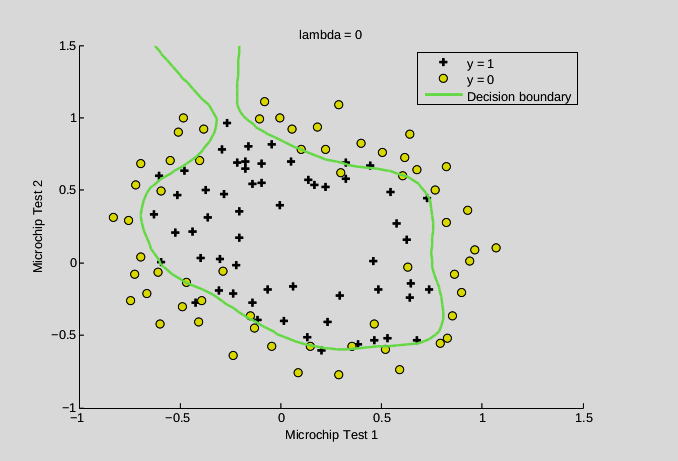 lambda = 0
1.5
y = 1
y = 0
Decision boundary
1
0.5
Microchip Test 2
0
−0.5
−1
−1
−0.5
0
0.5
1
1.5
Microchip Test 1